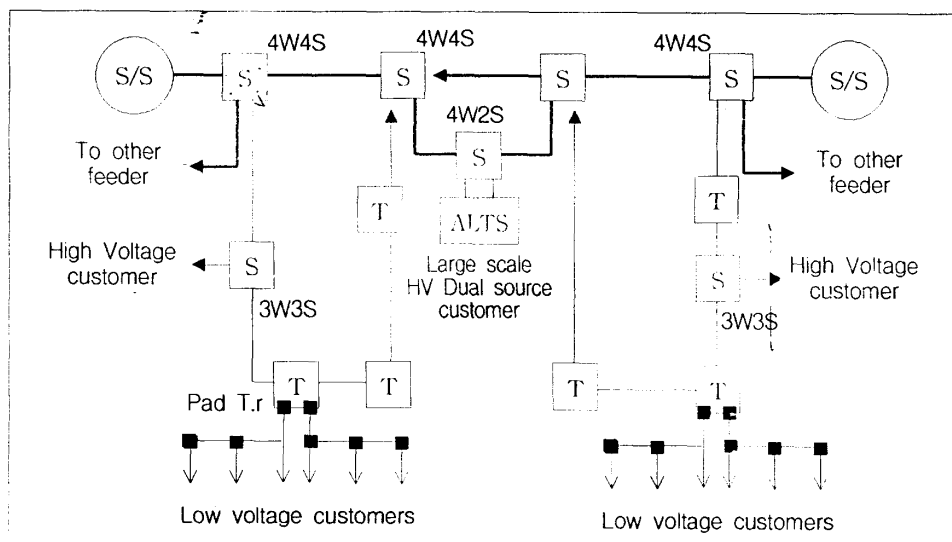 4W4S
4W4S
4W4S
S/S
S
S
S
S
S/S
4W2S
S
To other
feeder
To other
feeder
T
T
ALTS
High Voltage
customer
S
Large scale
HV Dual source
customer
S
High Voltage
customer
3W3S
3W3S
T
T
T
T
Pad T.r
Low voltage customers
Low voltage customers